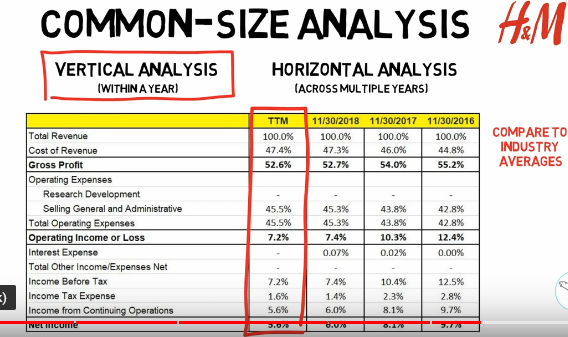 COMMON-SIZE ANALYSIS
H&M
VERTICAL ANALYSIS
(WITHIN A YEAR)
HORIZONTAL ANALYSIS
(ACROSS MULTIPLE YEARS)
TTM 11/30/2018 11/30/2017 11/30/2016
Total Revenue 100.0% 100.0% 100.0% 100.0%
Cost of Revenue 47.4% 47.3% 46.0% 44.8%
Gross Profit 52.6% 52.7% 54.0% 55.2%
Operating Expenses
Research Development - - - -
Selling General and Administrative 45.5% 45.3% 43.8% 42.8%
Total Operating Expenses 45.5% 45.3% 43.8% 42.8%
Operating Income or Loss 7.2% 7.4% 10.3% 12.4%
Interest Expense - 0.07% 0.02% 0.00%
Total Other Income/Expenses Net - - - -
Income Before Tax 7.2% 7.4% 10.4% 12.5%
Income Tax Expense 1.6% 1.4% 2.3% 2.8%
Income from Continuing Operations 5.6% 6.0% 8.1% 9.7%
Net Income 5.6% 6.0% 8.1% 9.7%
COMPARE TO
INDUSTRY
AVERAGES